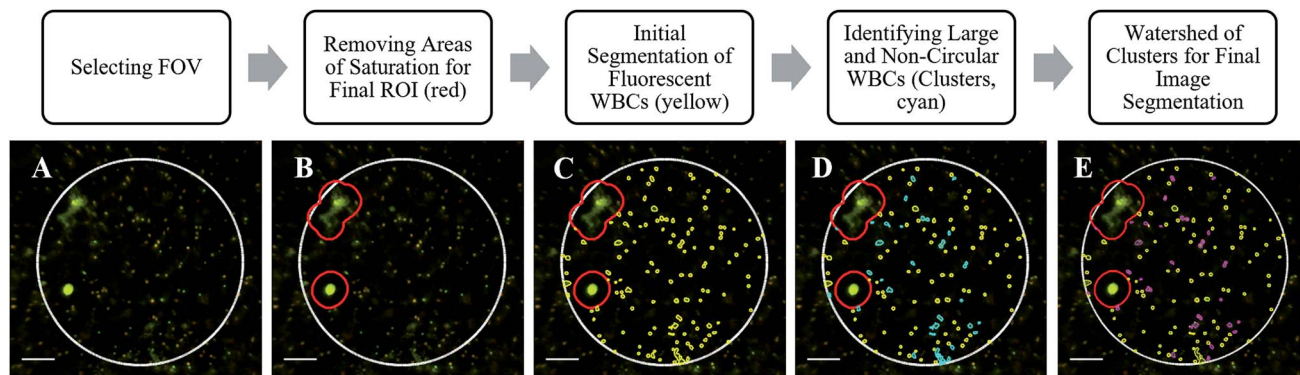 Selecting FOV
Removing Areas
of Saturation for
Final ROI (red)
Initial
Segmentation of
Fluorescent
WBCs (yellow)
Identifying Large
and Non-Circular
WBCs (Clusters,
cyan)
Watershed of
Clusters for Final
Image
Segmentation
A
B
C
D
E